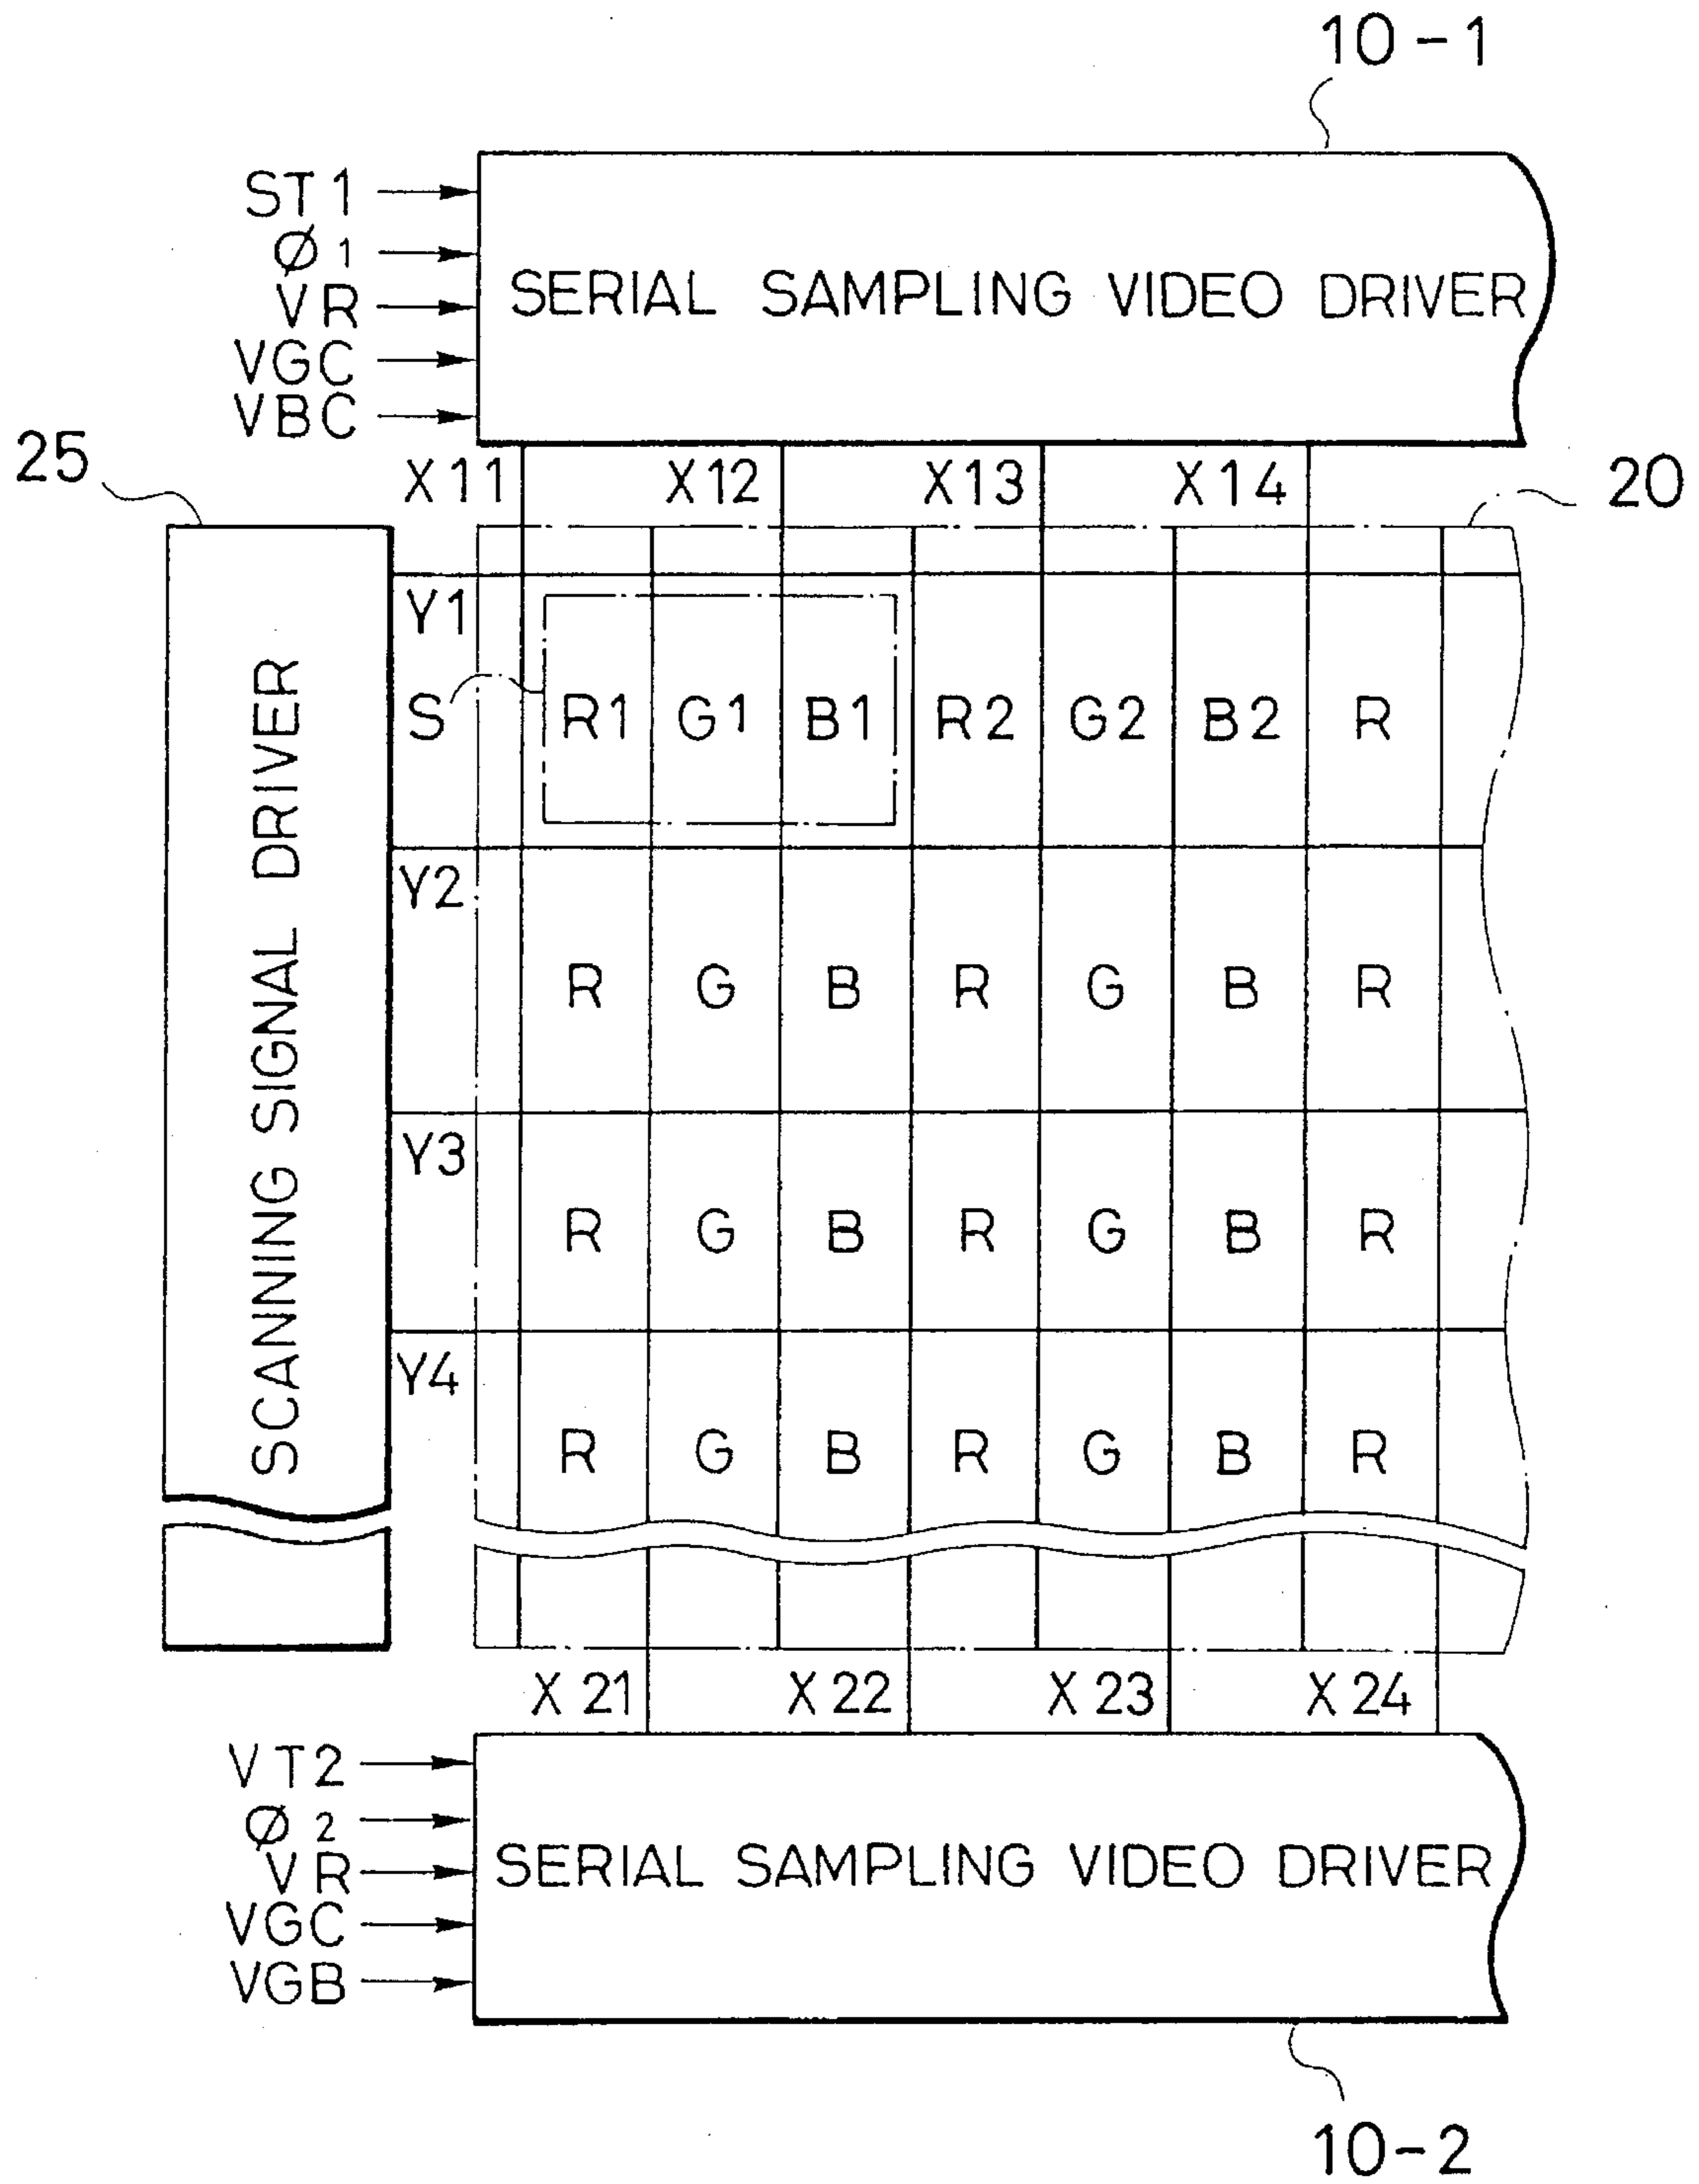 10-1
ST1
Ø1
VR
VGC
VBC
SERIAL SAMPLING VIDEO DRIVER
25
X11 X12 X13 X14
20
SCANNING SIGNAL DRIVER
Y1
S
R1 G1 B1 R2 G2 B2 R
Y2
R G B R G B R
Y3
R G B R G B R
Y4
R G B R G B R
X21 X22 X23 X24
VT2
Ø2
VR
VGC
VGB
SERIAL SAMPLING VIDEO DRIVER
10-2